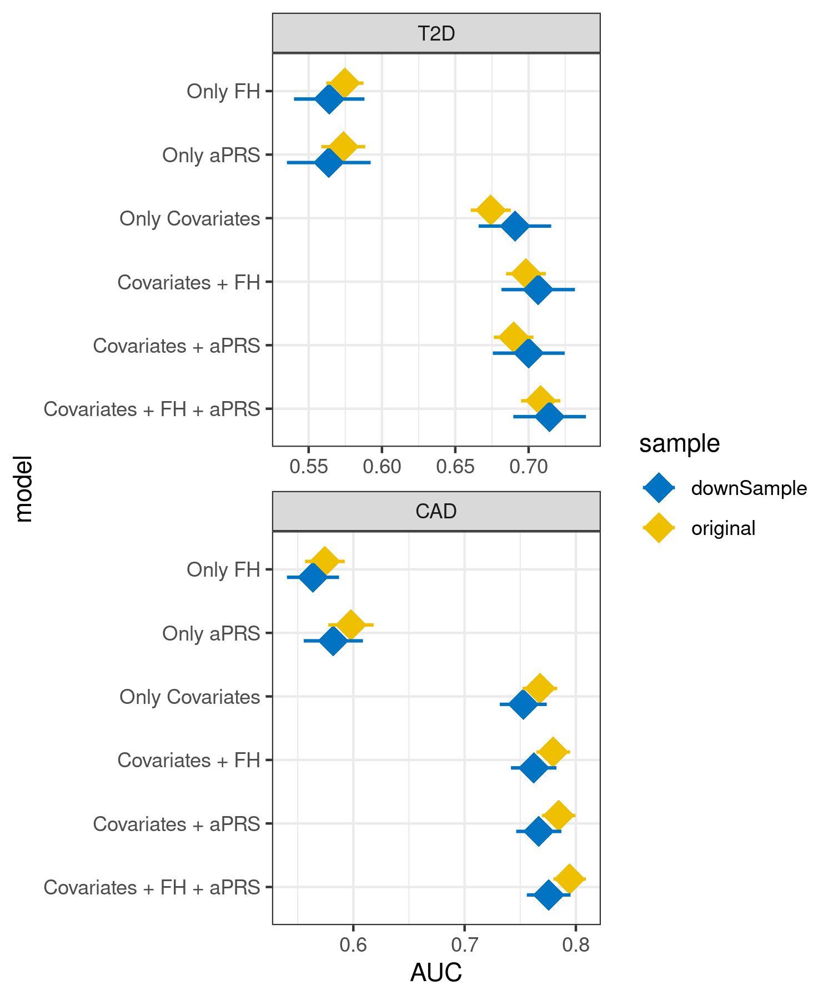 T2D
Only FH
Only aPRS
Only Covariates
Covariates + FH
Covariates + aPRS
Covariates + FH + aPRS
0.55 0.60 0.65 0.70
CAD
Only FH
Only aPRS
Only Covariates
Covariates + FH
Covariates + aPRS
Covariates + FH + aPRS
0.6 0.7 0.8
AUC
model
sample
downSample
original